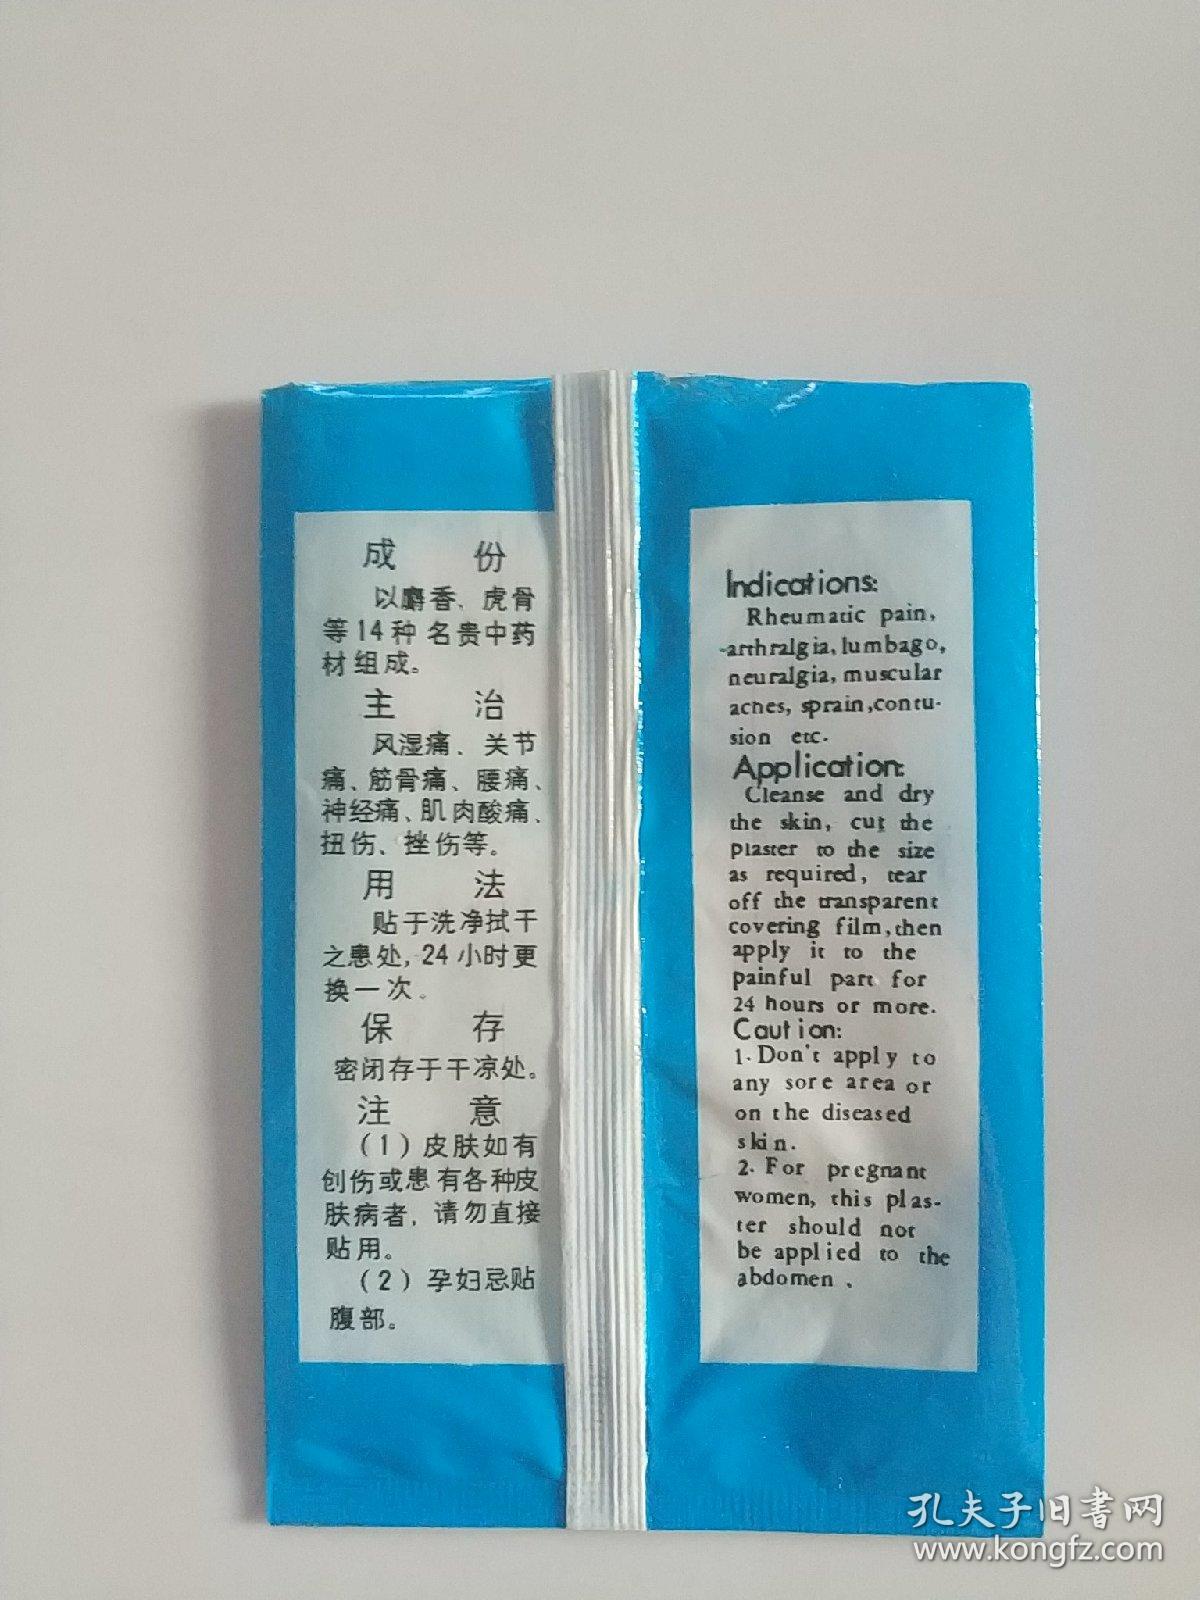 成 份
以麝香、虎骨
等14种名贵中药
材组成。
主 治
风湿痛、关节
痛、筋骨痛、腰痛、
神经痛、肌肉酸痛、
扭伤、挫伤等。
用 法
贴于洗净拭干
之患处,24小时更
换一次。
保 存
密闭存于干凉处。
注 意
(1)皮肤如有
创伤或患有各种皮
肤病者,请勿直接
贴用。
(2)孕妇忌贴
腹部。
Indications:
Rheumatic pain,
arthralgia, lumbago,
neuralgia, muscular
aches, sprain, contu-
sion etc.
Application:
Cleanse and dry
the skin, cut the
plaster to the size
as required, tear
off the transparent
covering film, then
apply it to the
painful part for
24 hours or more.
Caution:
1. Don't apply to
any sore area or
on the diseased
skin.
2. For pregnant
women, this plas-
ter should not
be applied to the
abdomen.
孔夫子旧书网
www.kongfz.com